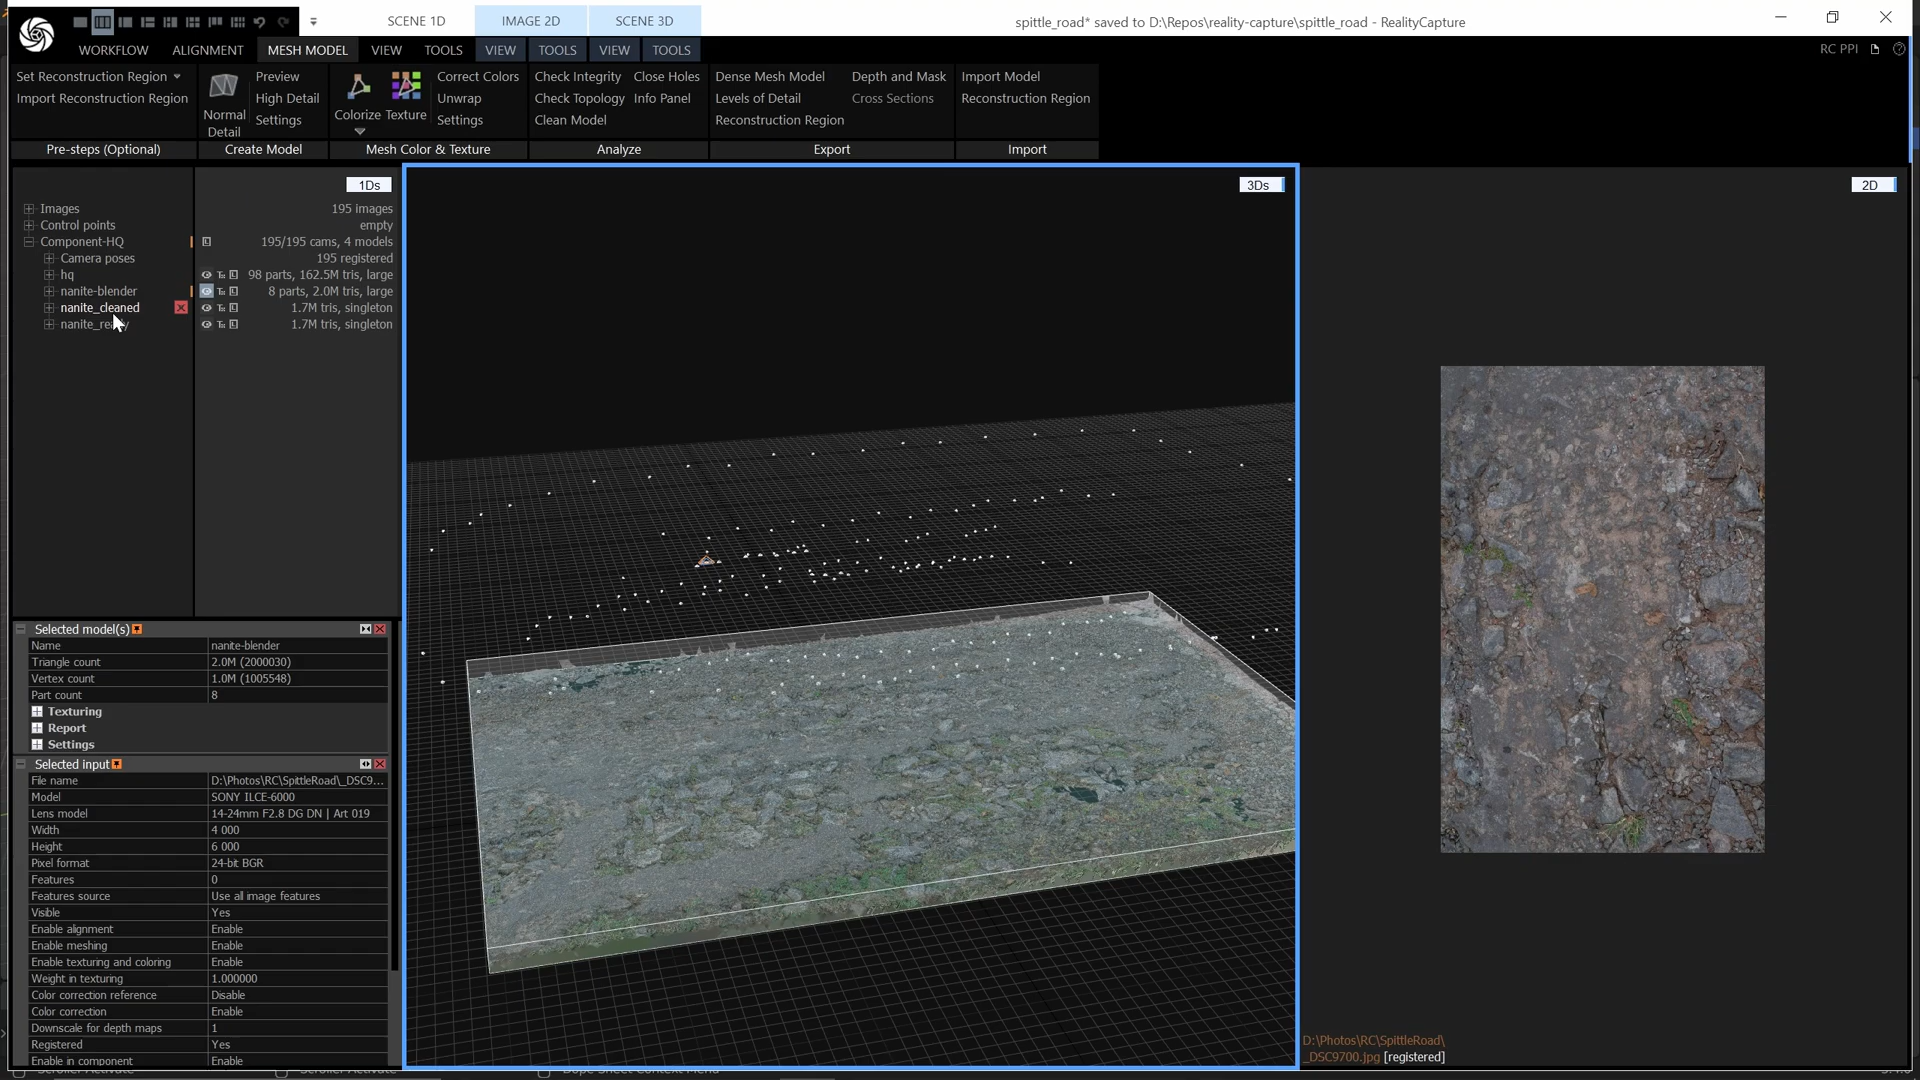 SCENE 1D
IMAGE 2D
SCENE 3D
spittle_road* saved to D:\Repos\reality-capture\spittle_road - RealityCapture
WORKFLOW
ALIGNMENT
MESH MODEL
VIEW
TOOLS
VIEW
TOOLS
VIEW
TOOLS
RC PPI
Set Reconstruction Region
Import Reconstruction Region
Pre-steps (Optional)
Normal
Detail
Preview
High Detail
Settings
Create Model
Colorize
Texture
Correct Colors
Unwrap
Settings
Mesh Color & Texture
Check Integrity
Close Holes
Check Topology
Info Panel
Clean Model
Analyze
Dense Mesh Model
Depth and Mask
Levels of Detail
Cross Sections
Reconstruction Region
Export
Import Model
Reconstruction Region
Import
1Ds
3Ds
2D
Images 195 images
Control points empty
Component-HQ 195/195 cams, 4 models
Camera poses 195 registered
hq 98 parts, 162.5M tris, large
nanite-blender 8 parts, 2.0M tris, large
nanite_cleaned 1.7M tris, singleton
1.7M tris, singleton
Selected model(s)
Name nanite-blender
Triangle count 2.0M (2000030)
Vertex count 1.0M (1005548)
Part count 8
Texturing
Report
Settings
Selected input
File name D:\Photos\RC\SpittleRoad\_DSC9...
Model SONY ILCE-6000
Lens model 14-24mm F2.8 DG DN | Art 019
Width 4 000
Height 6 000
Pixel format 24-bit BGR
Features 0
Features source Use all image features
Visible Yes
Enable alignment Enable
Enable meshing Enable
Enable texturing and coloring Enable
Weight in texturing 1.000000
Color correction reference Disable
Color correction Enable
Downscale for depth maps 1
Registered Yes
Enable in component Enable
D:\Photos\RC\SpittleRoad\
_DSC9700.jpg [registered]